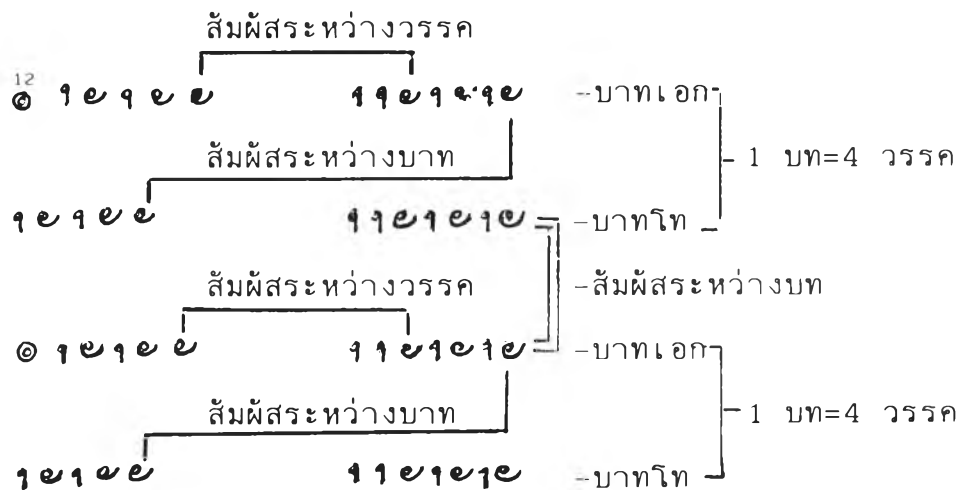 สัมผัสระหว่างวรรค
12
๏ -บาทเอก
สัมผัสระหว่างบาท - 1 บท=4 วรรค
-บาทโท
สัมผัสระหว่างวรรค -สัมผัสระหว่างบท
๏ -บาทเอก
สัมผัสระหว่างบาท - 1 บท=4 วรรค
-บาทโท